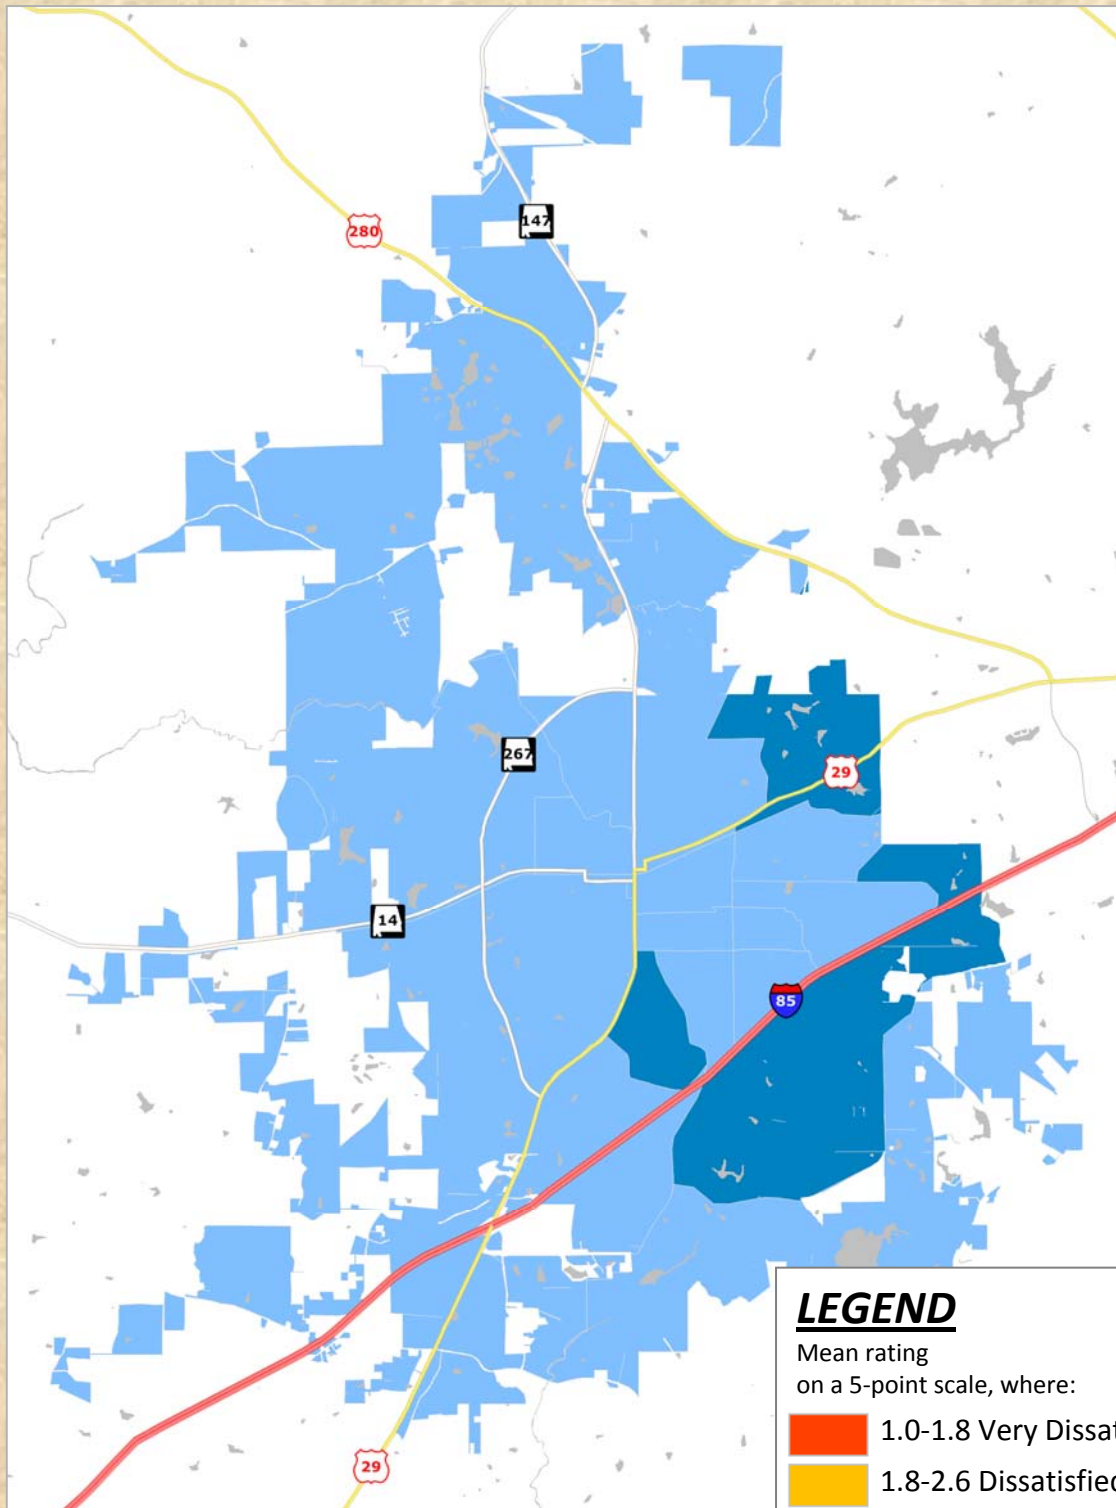 147
280
267
29
14
85
LEGEND
Mean rating
on a 5-point scale, where:
1.0-1.8 Very Dissat
1.8-2.6 Dissatisfied
29